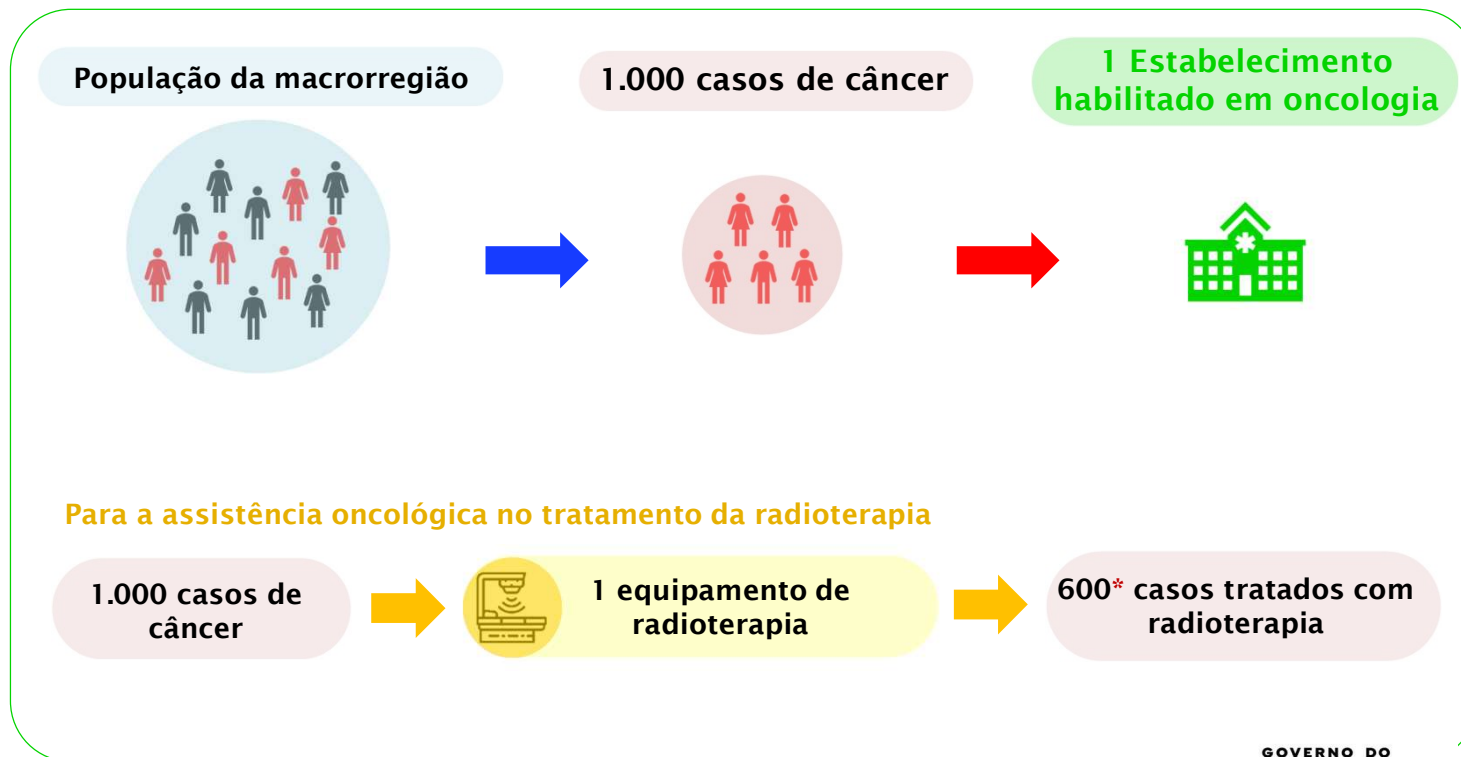 População da macrorregião
1.000 casos de câncer
1 Estabelecimento
habilitado em oncologia
Para a assistência oncológica no tratamento da radioterapia
1.000 casos de
câncer
1 equipamento de
radioterapia
600* casos tratados com
radioterapia
GOVERNO DO